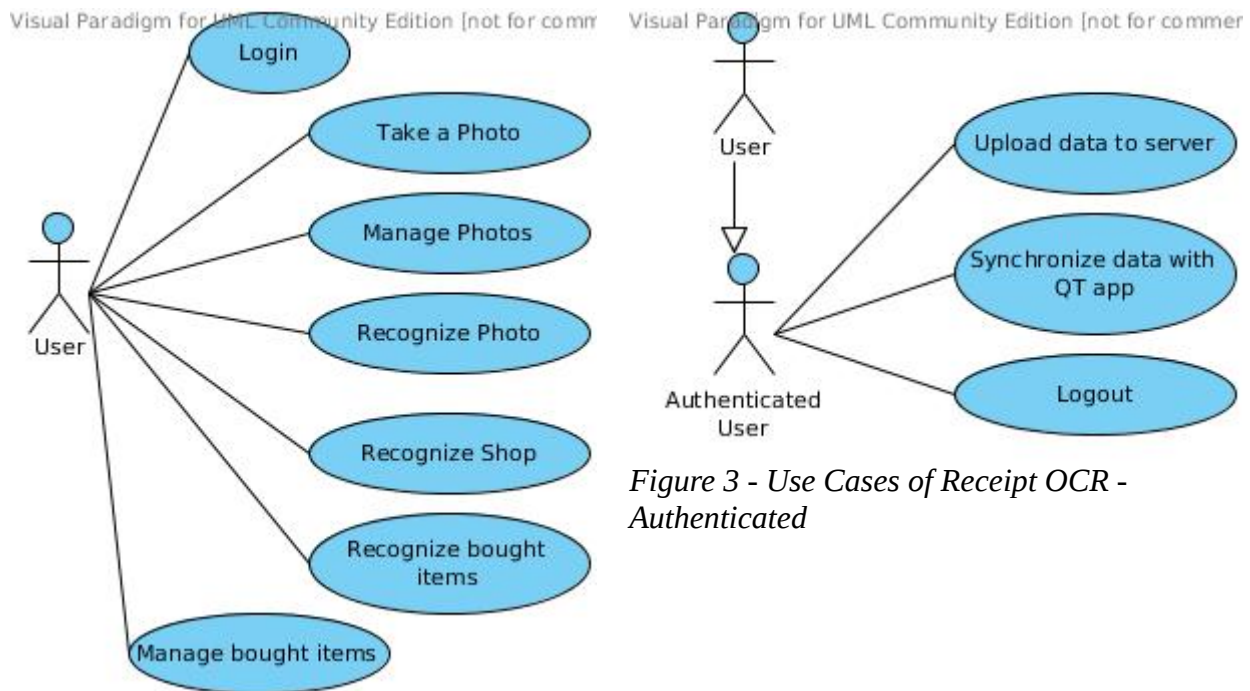 Visual Paradigm for UML Community Edition [not for comm
Login
Take a Photo
Manage Photos
Recognize Photo
User
Recognize Shop
Recognize bought
items
Manage bought items
Visual Paradigm for UML Community Edition [not for commer
User
Upload data to server
Synchronize data with
QT app
Logout
Authenticated
User
Figure 3 - Use Cases of Receipt OCR -
Authenticated